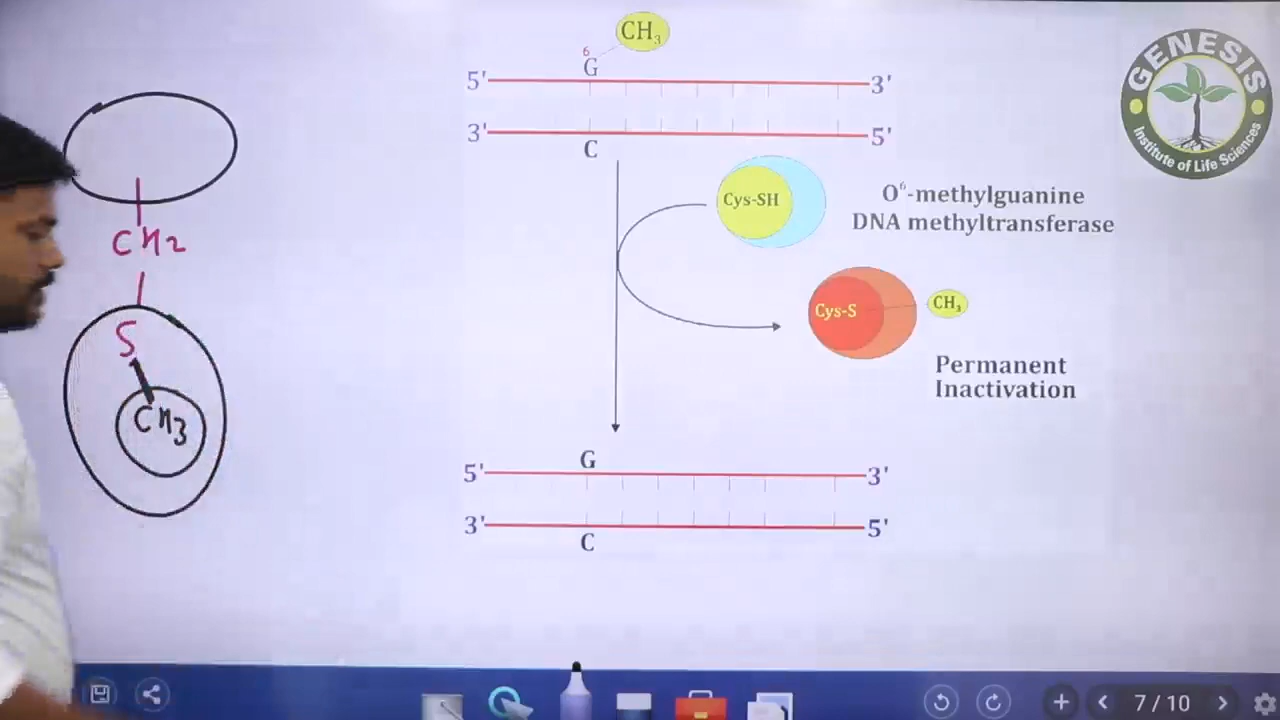 CH₃
6
G
5' 3'
3' 5'
C
Cys-SH
O⁶-methylguanine
DNA methyltransferase
Cys-S
CH₃
Permanent
Inactivation
G
5' 3'
3' 5'
C
CH2
S
CH3
GENESIS
Institute of Life Sciences
7 / 10